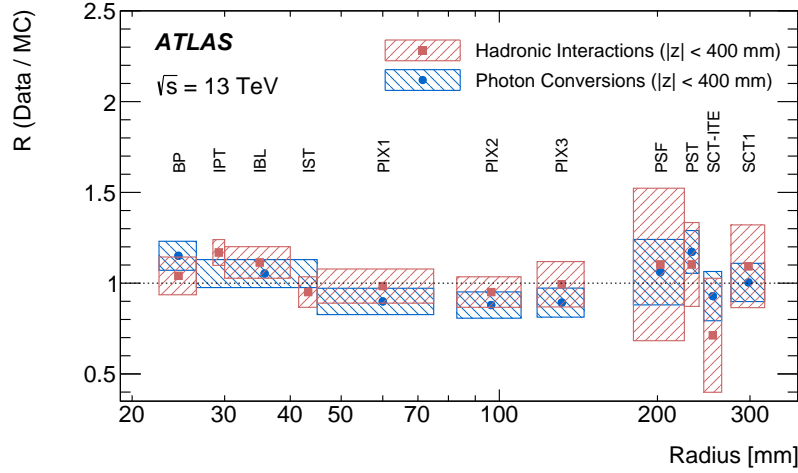 2.5
ATLAS
Hadronic Interactions (|z| < 400 mm)
√s = 13 TeV
Photon Conversions (|z| < 400 mm)
R (Data / MC)
2
BP
IPT
IBL
IST
PIX1
PIX2
PIX3
PSF
PST
SCT-ITE
SCT1
1.5
1
0.5
20
30
40
50
70
100
200
300
Radius [mm]